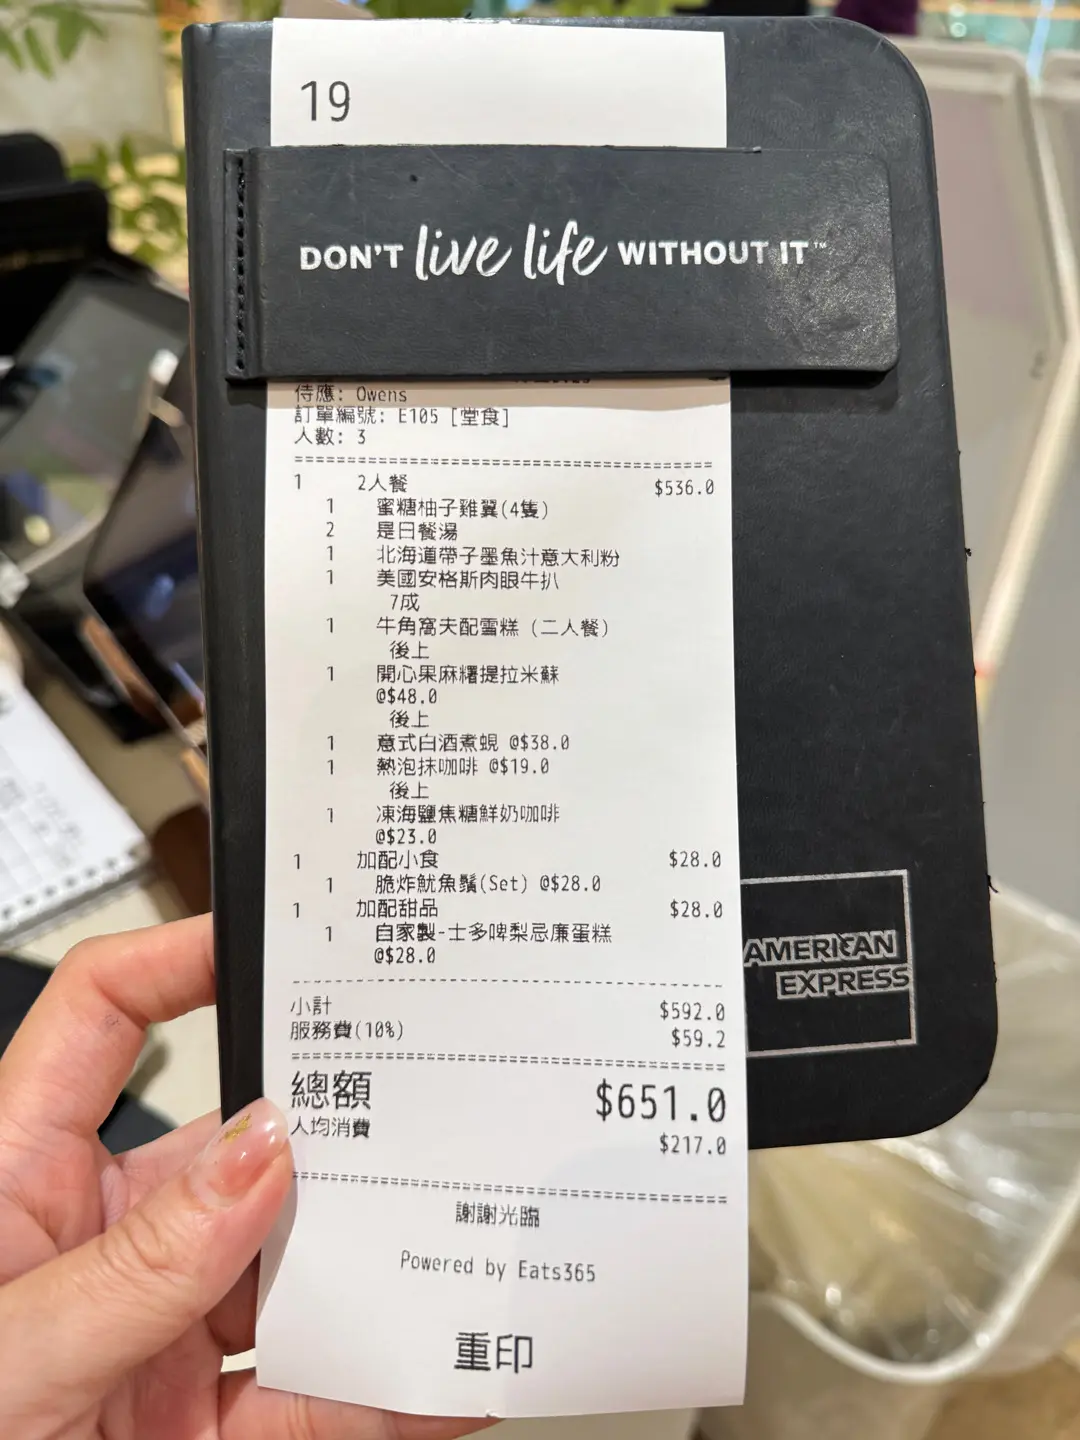 19
DON'T live life WITHOUT IT™
侍應: Owens
訂單編號: E105 [堂食]
人數: 3
1 2人餐 $536.0
1 蜜糖柚子雞翼(4隻)
2 是日餐湯
1 北海道帶子墨魚汁意大利粉
1 美國安格斯肉眼牛扒
7成
1 牛角窩夫配雪糕 (二人餐)
後上
1 開心果麻糬提拉米蘇
@$48.0
後上
1 意式白酒煮蜆 @$38.0
1 熱泡抹咖啡 @$19.0
後上
1 凍海鹽焦糖鮮奶咖啡
@$23.0
1 加配小食 $28.0
1 脆炸魷魚鬚(Set) @$28.0
1 加配甜品 $28.0
1 自家製-士多啤梨忌廉蛋糕
@$28.0
小計 $592.0
服務費(10%) $59.2
總額 $651.0
人均消費 $217.0
謝謝光臨
Powered by Eats365
重印
AMERICAN
EXPRESS